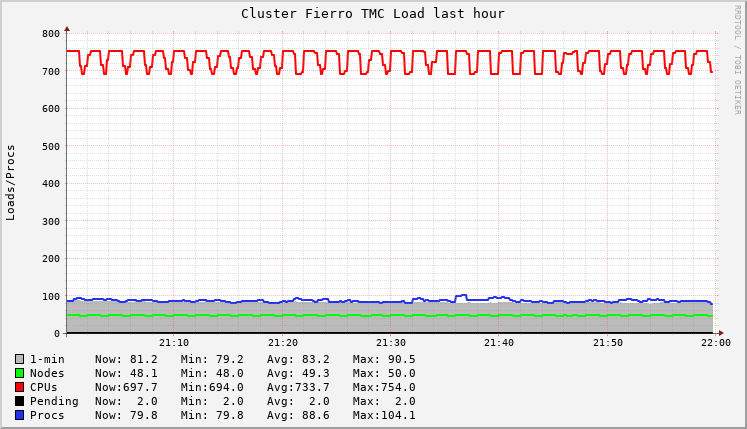 Cluster Fierro TMC Load last hour
RRDTOOL / TOBI OETIKER
Loads/Procs
800
700
600
500
400
300
200
100
0
21:10 21:20 21:30 21:40 21:50 22:00
1-min Now: 81.2 Min: 79.2 Avg: 83.2 Max: 90.5
Nodes Now: 48.1 Min: 48.0 Avg: 49.3 Max: 50.0
CPUs Now:697.7 Min:694.0 Avg:733.7 Max:754.0
Pending Now: 2.0 Min: 2.0 Avg: 2.0 Max: 2.0
Procs Now: 79.8 Min: 79.8 Avg: 88.6 Max:104.1